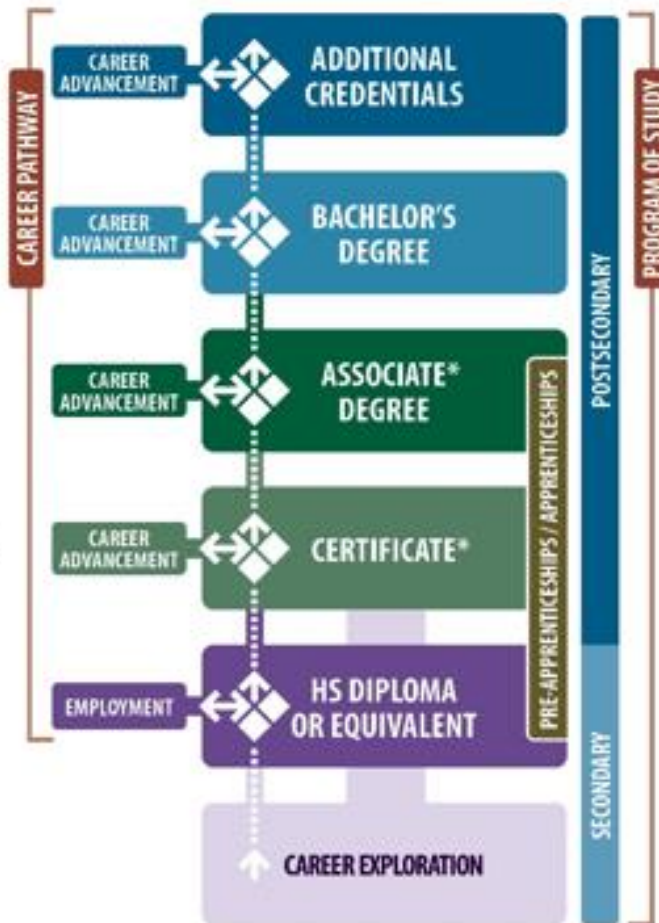 CAREER PATHWAY
PROGRAM OF STUDY
CAREER
ADVANCEMENT
ADDITIONAL
CREDENTIALS
CAREER
ADVANCEMENT
BACHELOR'S
DEGREE
POSTSECONDARY
CAREER
ADVANCEMENT
ASSOCIATE*
DEGREE
PRE-APPRENTICESHIPS / APPRENTICESHIPS
CAREER
ADVANCEMENT
CERTIFICATE*
EMPLOYMENT
HS DIPLOMA
OR EQUIVALENT
SECONDARY
CAREER EXPLORATION